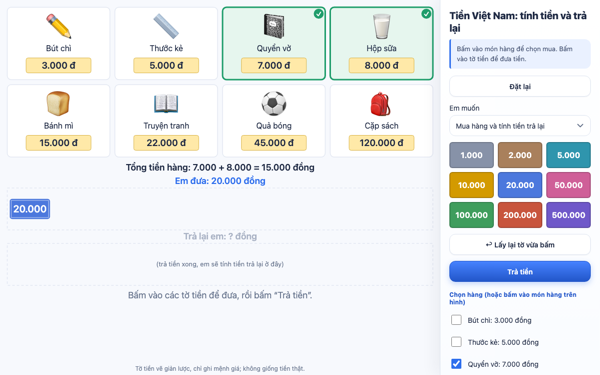 Bút chì
3.000 đ
Thước kẻ
5.000 đ
Quyển vở
7.000 đ
Hộp sữa
8.000 đ
Bánh mì
15.000 đ
Truyện tranh
22.000 đ
Quả bóng
45.000 đ
Cặp sách
120.000 đ
Tổng tiền hàng: 7.000 + 8.000 = 15.000 đồng
Em đưa: 20.000 đồng
20.000
Trả lại em: ? đồng
(trả tiền xong, em sẽ tính tiền trả lại ở đây)
Bấm vào các tờ tiền để đưa, rồi bấm “Trả tiền”.
Tờ tiền vẽ giản lược, chỉ ghi mệnh giá; không giống tiền thật.
Tiền Việt Nam: tính tiền và trả
lại
Bấm vào món hàng để chọn mua. Bấm
vào tờ tiền để đưa tiền.
Đặt lại
Em muốn
Mua hàng và tính tiền trả lại
1.000
2.000
5.000
10.000
20.000
50.000
100.000
200.000
500.000
↩ Lấy lại tờ vừa bấm
Trả tiền
Chọn hàng (hoặc bấm vào món hàng trên
hình)
Bút chì: 3.000 đồng
Thước kẻ: 5.000 đồng
Quyển vở: 7.000 đồng